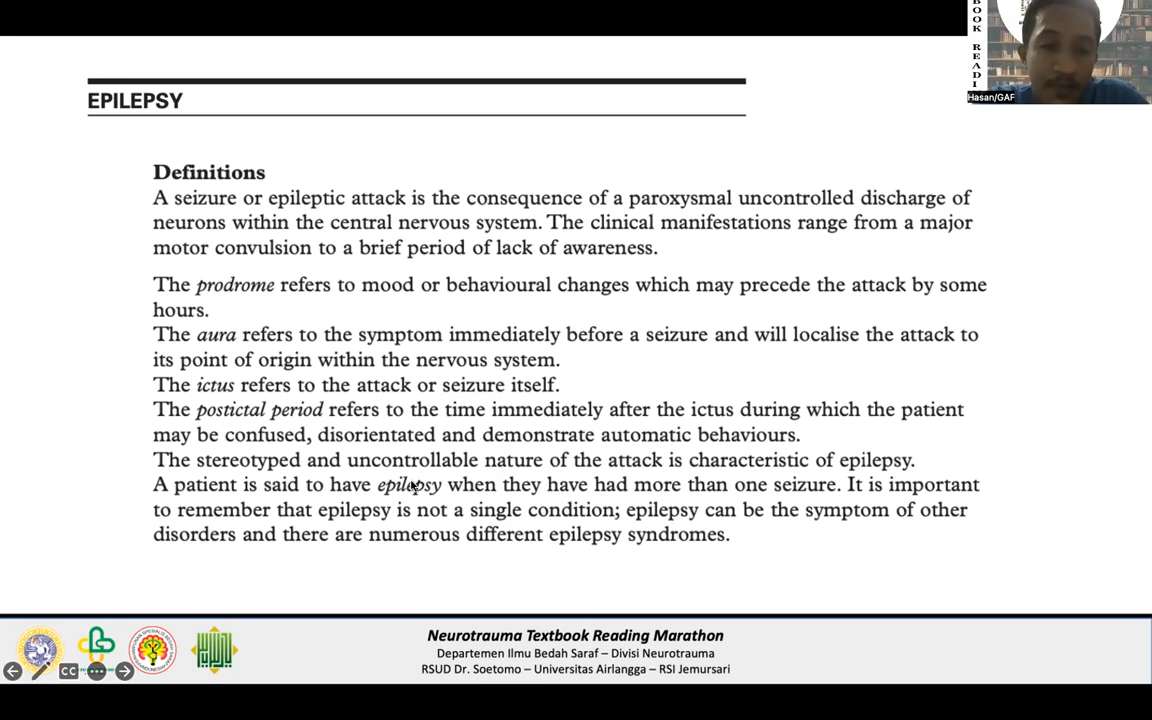 BOOK READI
Hasan/GAF
EPILEPSY
Definitions
A seizure or epileptic attack is the consequence of a paroxysmal uncontrolled discharge of
neurons within the central nervous system. The clinical manifestations range from a major
motor convulsion to a brief period of lack of awareness.
The prodrome refers to mood or behavioural changes which may precede the attack by some
hours.
The aura refers to the symptom immediately before a seizure and will localise the attack to
its point of origin within the nervous system.
The ictus refers to the attack or seizure itself.
The postictal period refers to the time immediately after the ictus during which the patient
may be confused, disorientated and demonstrate automatic behaviours.
The stereotyped and uncontrollable nature of the attack is characteristic of epilepsy.
A patient is said to have epilepsy when they have had more than one seizure. It is important
to remember that epilepsy is not a single condition; epilepsy can be the symptom of other
disorders and there are numerous different epilepsy syndromes.
Neurotrauma Textbook Reading Marathon
Departemen Ilmu Bedah Saraf – Divisi Neurotrauma
RSUD Dr. Soetomo – Universitas Airlangga – RSI Jemursari
CC